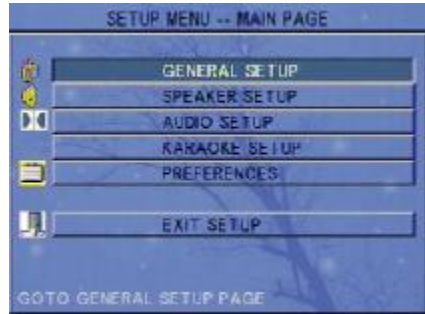 SETUP MENU -- MAIN PAGE
GENERAL SETUP
SPEAKER SETUP
AUDIO SETUP
KARAOKE SETUP
PREFERENCES
EXIT SETUP
GOTO GENERAL SETUP PAGE